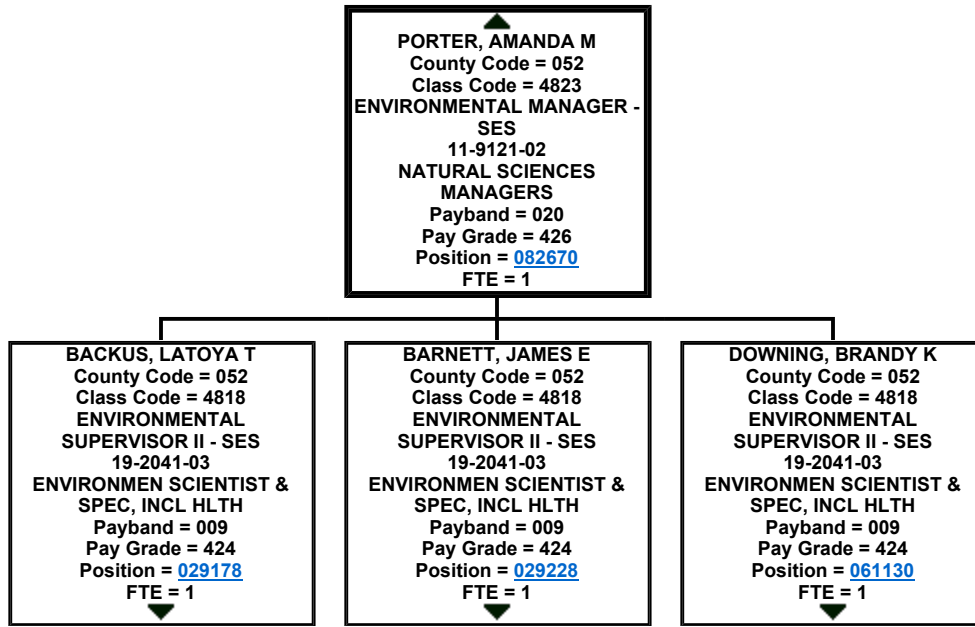 PORTER, AMANDA M
County Code = 052
Class Code = 4823
ENVIRONMENTAL MANAGER -
SES
11-9121-02
NATURAL SCIENCES
MANAGERS
Payband = 020
Pay Grade = 426
Position = 082670
FTE = 1
BACKUS, LATOYA T
County Code = 052
Class Code = 4818
ENVIRONMENTAL
SUPERVISOR II - SES
19-2041-03
ENVIRONMEN SCIENTIST &
SPEC, INCL HLTH
Payband = 009
Pay Grade = 424
Position = 029178
FTE = 1
BARNETT, JAMES E
County Code = 052
Class Code = 4818
ENVIRONMENTAL
SUPERVISOR II - SES
19-2041-03
ENVIRONMEN SCIENTIST &
SPEC, INCL HLTH
Payband = 009
Pay Grade = 424
Position = 029228
FTE = 1
DOWNING, BRANDY K
County Code = 052
Class Code = 4818
ENVIRONMENTAL
SUPERVISOR II - SES
19-2041-03
ENVIRONMEN SCIENTIST &
SPEC, INCL HLTH
Payband = 009
Pay Grade = 424
Position = 061130
FTE = 1